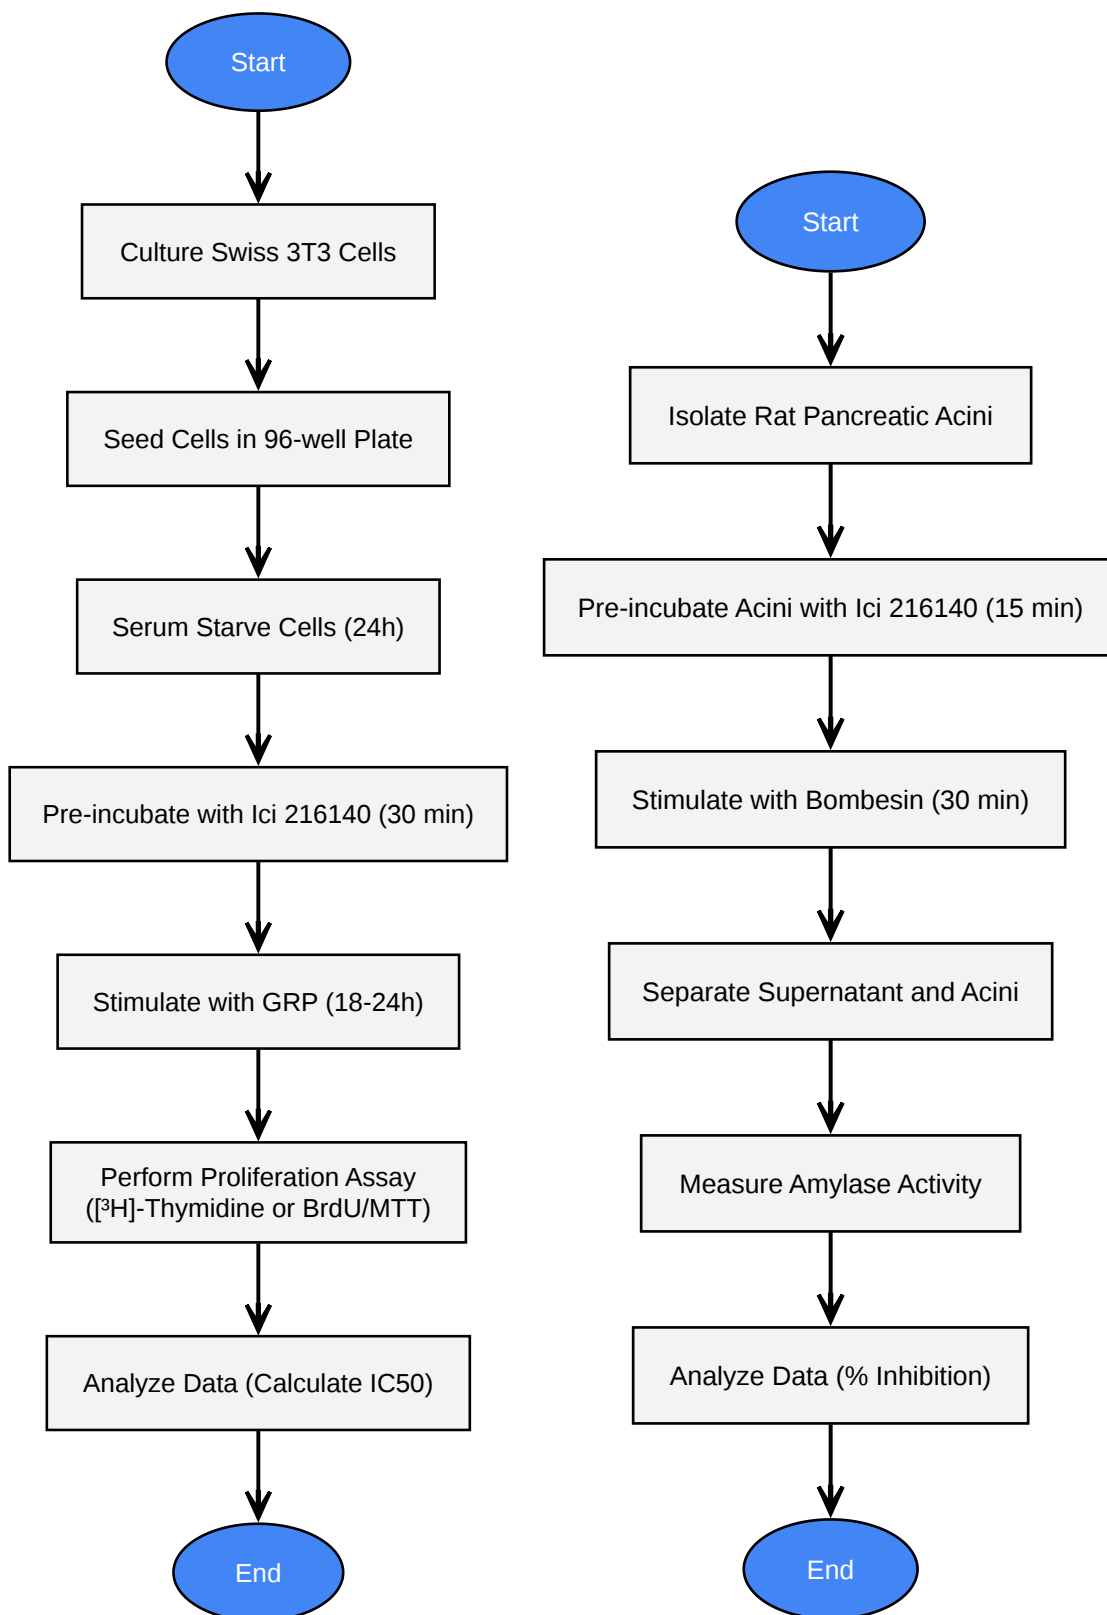 Start
Culture Swiss 3T3 Cells
Seed Cells in 96-well Plate
Serum Starve Cells (24h)
Pre-incubate with Ici 216140 (30 min)
Stimulate with GRP (18-24h)
Perform Proliferation Assay
([³H]-Thymidine or BrdU/MTT)
Analyze Data (Calculate IC50)
End
Start
Isolate Rat Pancreatic Acini
Pre-incubate Acini with Ici 216140 (15 min)
Stimulate with Bombesin (30 min)
Separate Supernatant and Acini
Measure Amylase Activity
Analyze Data (% Inhibition)
End